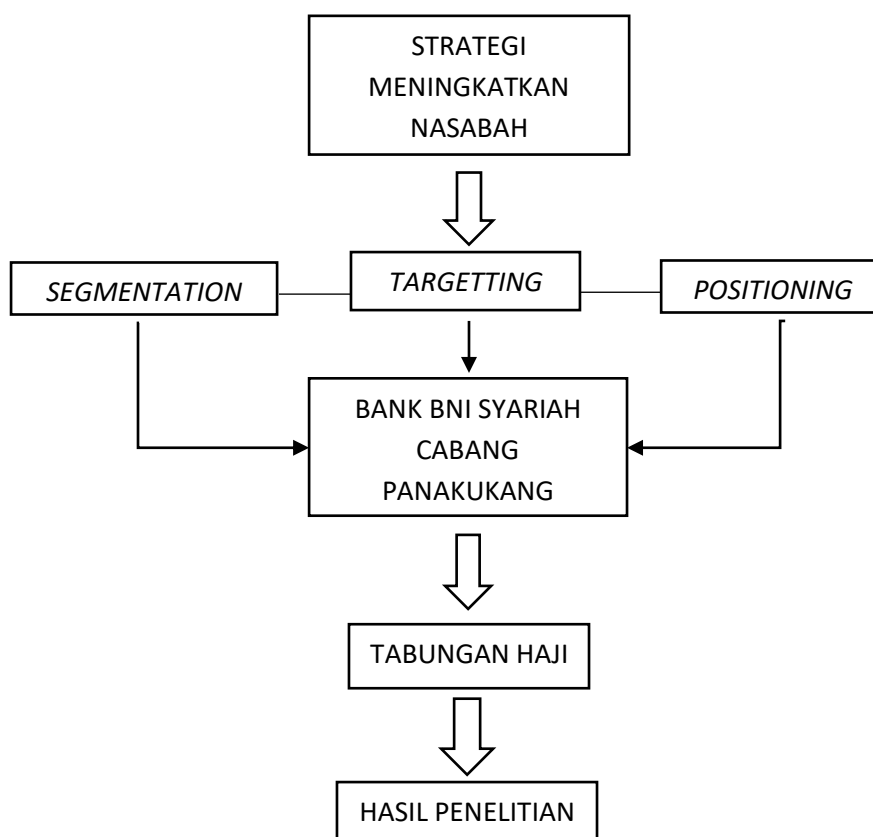 STRATEGI
MENINGKATKAN
NASABAH
SEGMENTATION
TARGETTING
POSITIONING
BANK BNI SYARIAH
CABANG
PANAKUKANG
TABUNGAN HAJI
HASIL PENELITIAN